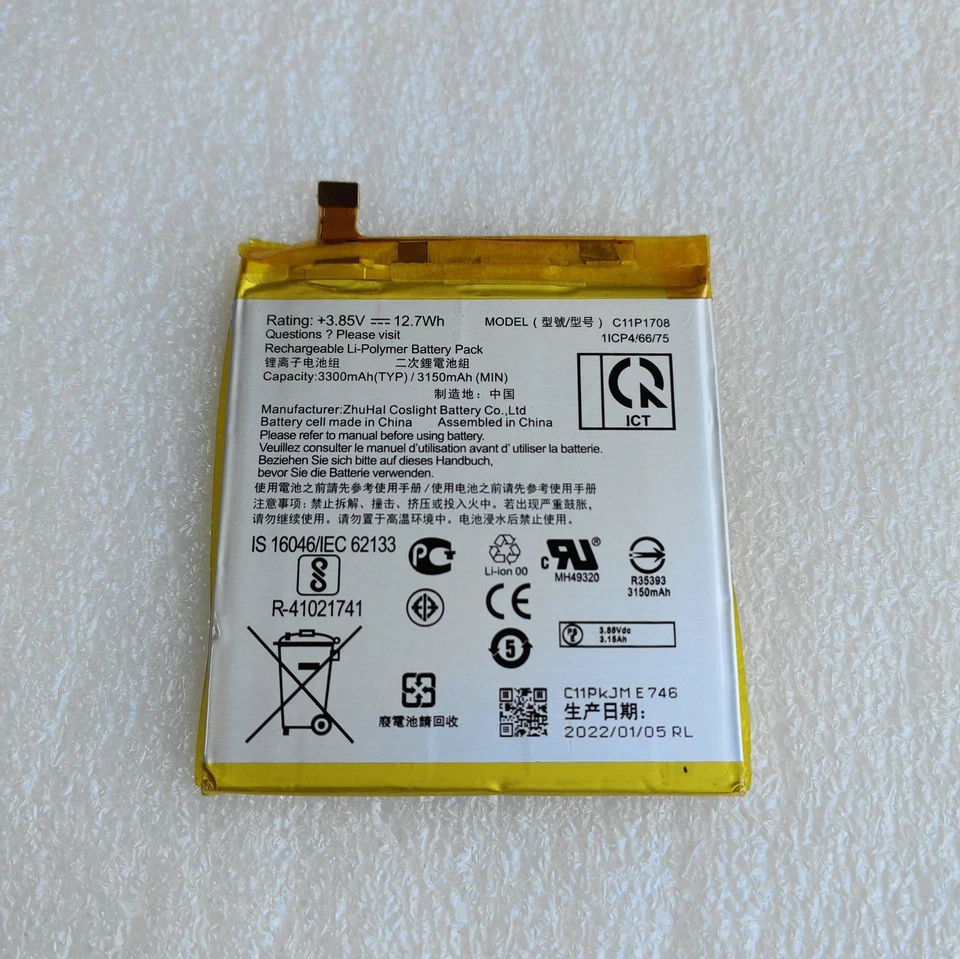 Rating: +3.85V ⎓ 12.7Wh
MODEL ( 型號/型号 ) C11P1708
Questions ? Please visit
1ICP4/66/75
Rechargeable Li-Polymer Battery Pack
锂离子电池组 二次鋰電池組
Capacity:3300mAh(TYP) / 3150mAh (MIN)
制造地：中国
ICT
Manufacturer:ZhuHal Coslight Battery Co.,Ltd
Battery cell made in China Assembled in China
Please refer to manual before using battery.
Veuillez consulter le manuel d'utilisation avant d' utiliser la batterie.
Beziehen Sie sich bitte auf dieses Handbuch,
bevor Sie die Batterie verwenden.
使用電池之前請先參考使用手册 / 使用电池之前请先参考使用手册
注意事项：禁止拆解、撞击、挤压或投入火中。若出现严重鼓胀，
请勿继续使用。请勿置于高温环境中。电池浸水后禁止使用。
IS 16046/IEC 62133
R-41021741
PCT
Li-ion 00
c RU ®
MH49320
R35393
3150mAh
CE
5
PSE
3.85Vdc
3.15Ah
廢電池請回收
C11PkJM E746
生产日期：
2022/01/05 RL